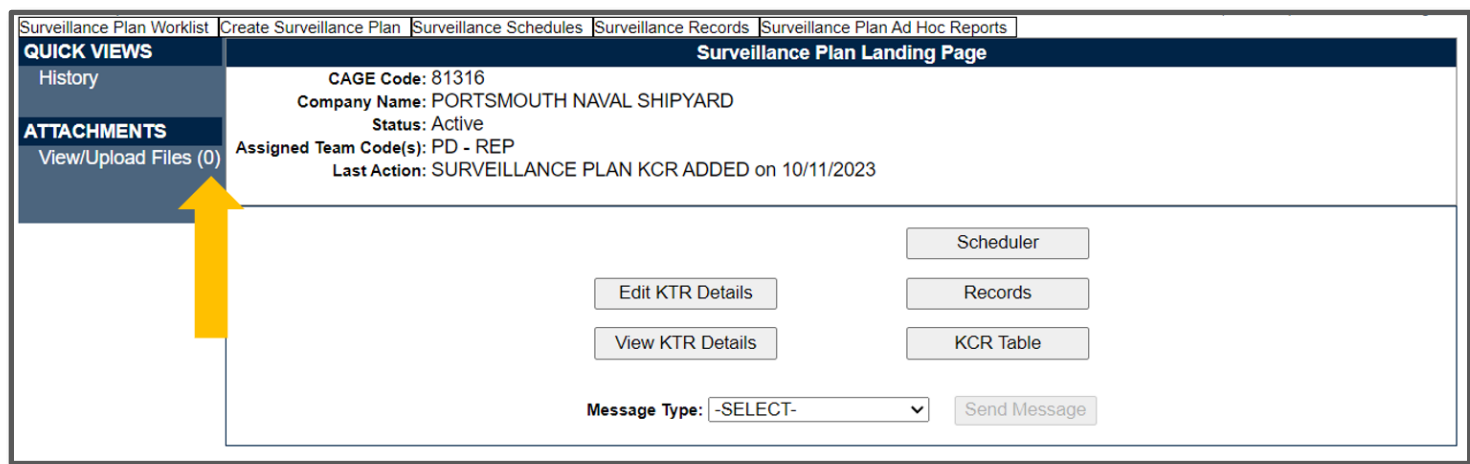 Surveillance Plan Worklist Create Surveillance Plan Surveillance Schedules Surveillance Records Surveillance Plan Ad Hoc Reports
QUICK VIEWS
History
ATTACHMENTS
View/Upload Files (0)
Surveillance Plan Landing Page
CAGE Code: 81316
Company Name: PORTSMOUTH NAVAL SHIPYARD
Status: Active
Assigned Team Code(s): PD - REP
Last Action: SURVEILLANCE PLAN KCR ADDED on 10/11/2023
Scheduler
Edit KTR Details Records
View KTR Details KCR Table
Message Type: -SELECT- Send Message